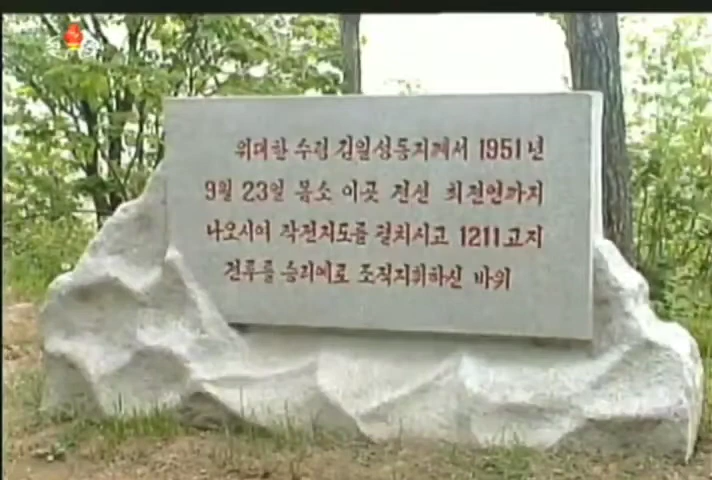 위대한 수령 김일성동지께서 1951년
9월 23일 몸소 이곳 전선 최전연까지
나오시여 작전지도를 펼치시고 1211고지
전투를 승리에로 조직지휘하신 바위